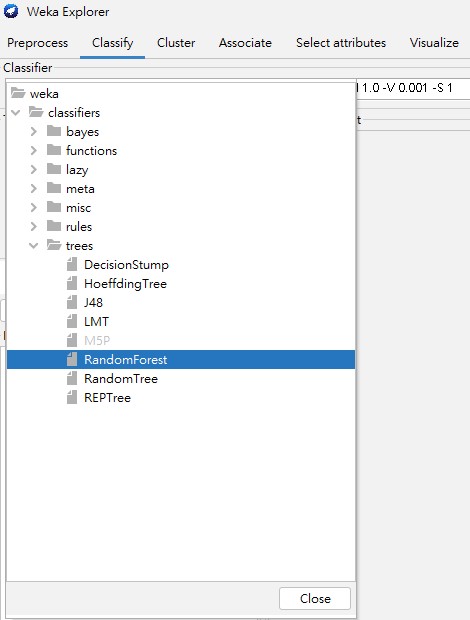 Weka Explorer
Preprocess Classify Cluster Associate Select attributes Visualize
Classifier
weka
I 1.0 -V 0.001 -S 1
classifiers
bayes
functions
lazy
meta
misc
rules
trees
DecisionStump
HoeffdingTree
J48
LMT
M5P
RandomForest
RandomTree
REPTree
Close